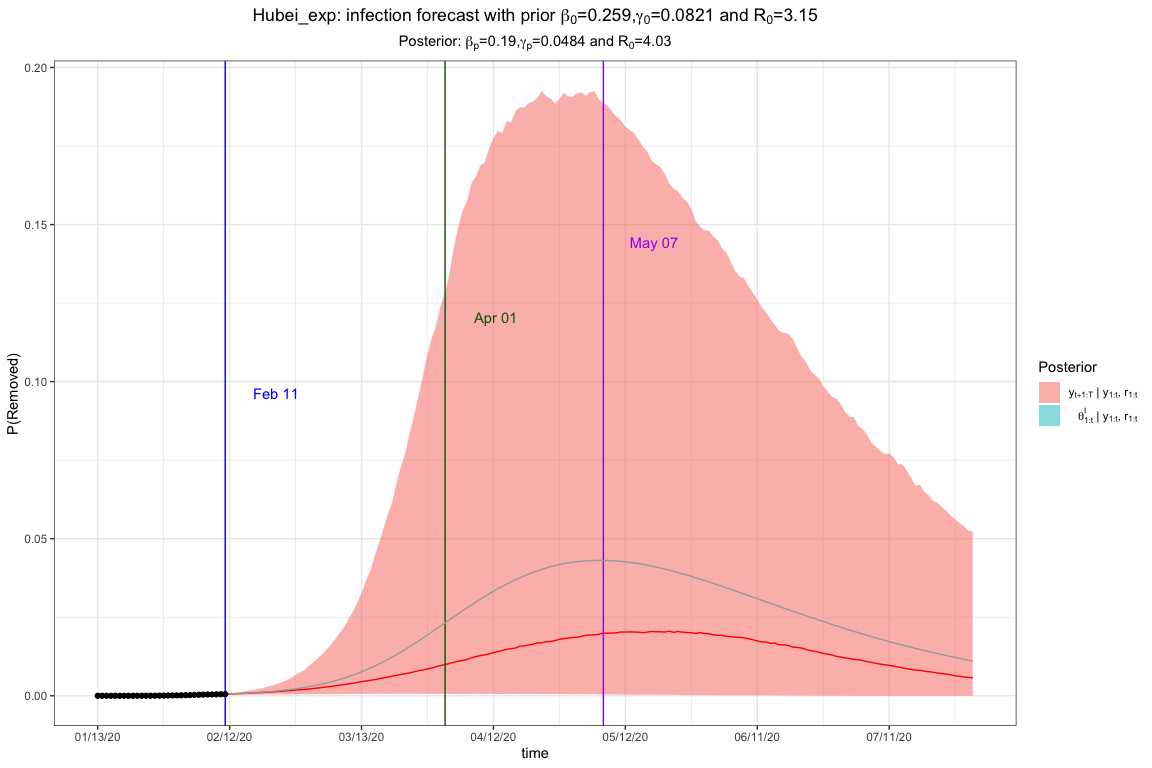 Hubei_exp: infection forecast with prior β₀=0.259,γ₀=0.0821 and R₀=3.15
Posterior: βₚ=0.19,γₚ=0.0484 and R₀=4.03
0.20
0.15
0.10
0.05
0.00
P(Removed)
May 07
Apr 01
Feb 11
Posterior
yt+1:T | y1:t, r1:t
θI1:t | y1:t, r1:t
01/13/20
02/12/20
03/13/20
04/12/20
05/12/20
06/11/20
07/11/20
time